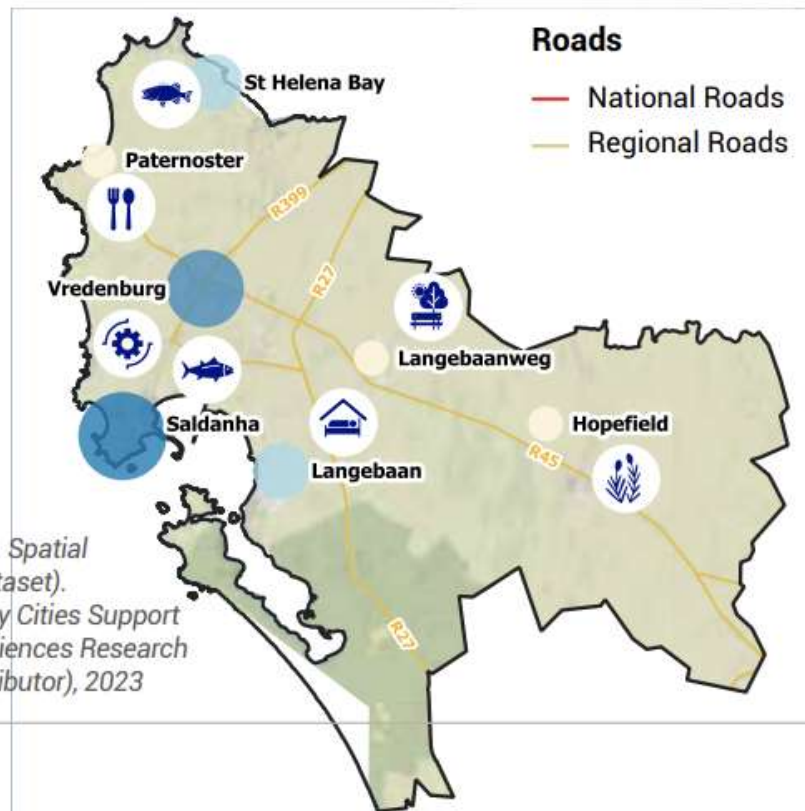 Roads
National Roads
Regional Roads
St Helena Bay
Paternoster
R399
R27
Vredenburg
Langebaanweg
Saldanha
Hopefield
Langebaan
R45
R27
Spatial
taset).
y Cities Support
iences Research
ibutor), 2023